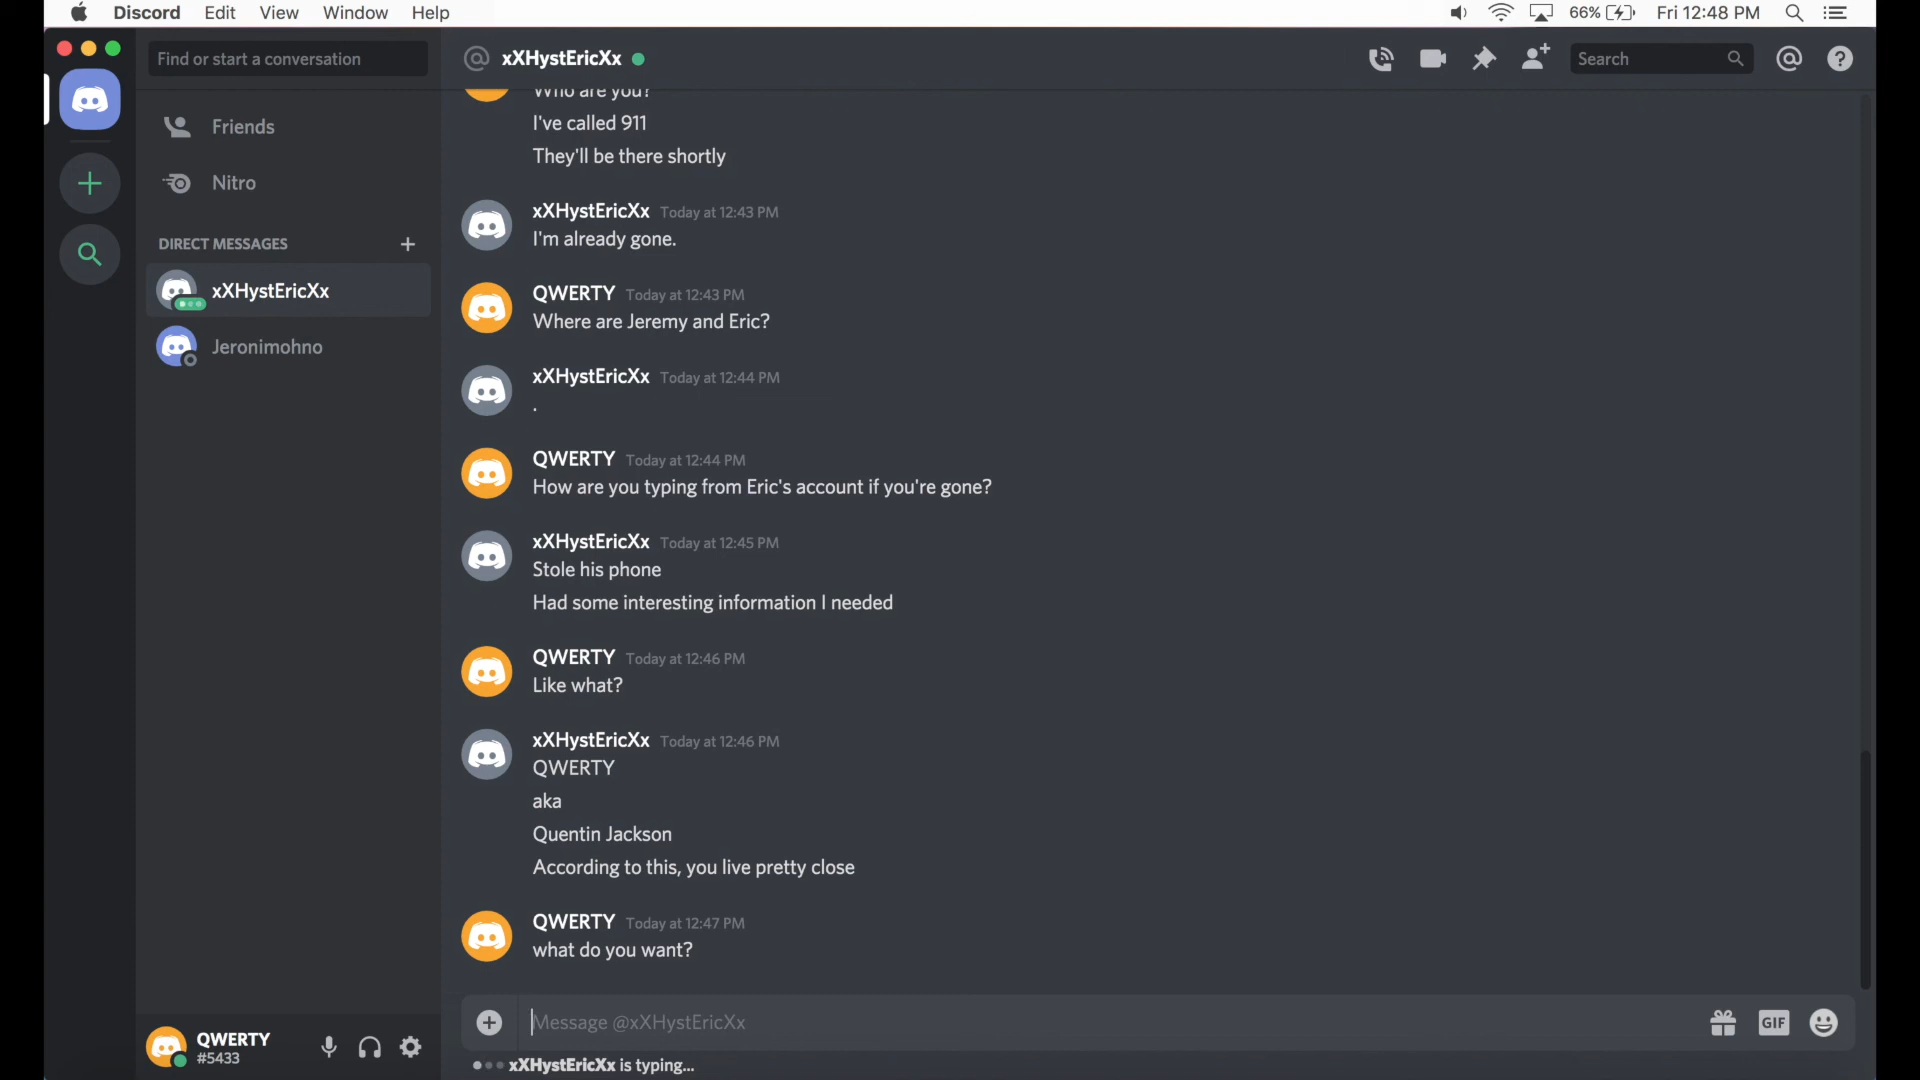 Discord Edit View Window Help
66% Fri 12:48 PM
Find or start a conversation
Friends
Nitro
DIRECT MESSAGES
xXHystEricXx
Jeronimohno
QWERTY
#5433
xXHystEricXx
Search
Who are you?
I've called 911
They'll be there shortly
xXHystEricXx Today at 12:43 PM
I'm already gone.
QWERTY Today at 12:43 PM
Where are Jeremy and Eric?
xXHystEricXx Today at 12:44 PM
.
QWERTY Today at 12:44 PM
How are you typing from Eric's account if you're gone?
xXHystEricXx Today at 12:45 PM
Stole his phone
Had some interesting information I needed
QWERTY Today at 12:46 PM
Like what?
xXHystEricXx Today at 12:46 PM
QWERTY
aka
Quentin Jackson
According to this, you live pretty close
QWERTY Today at 12:47 PM
what do you want?
Message @xXHystEricXx
GIF
xXHystEricXx is typing...